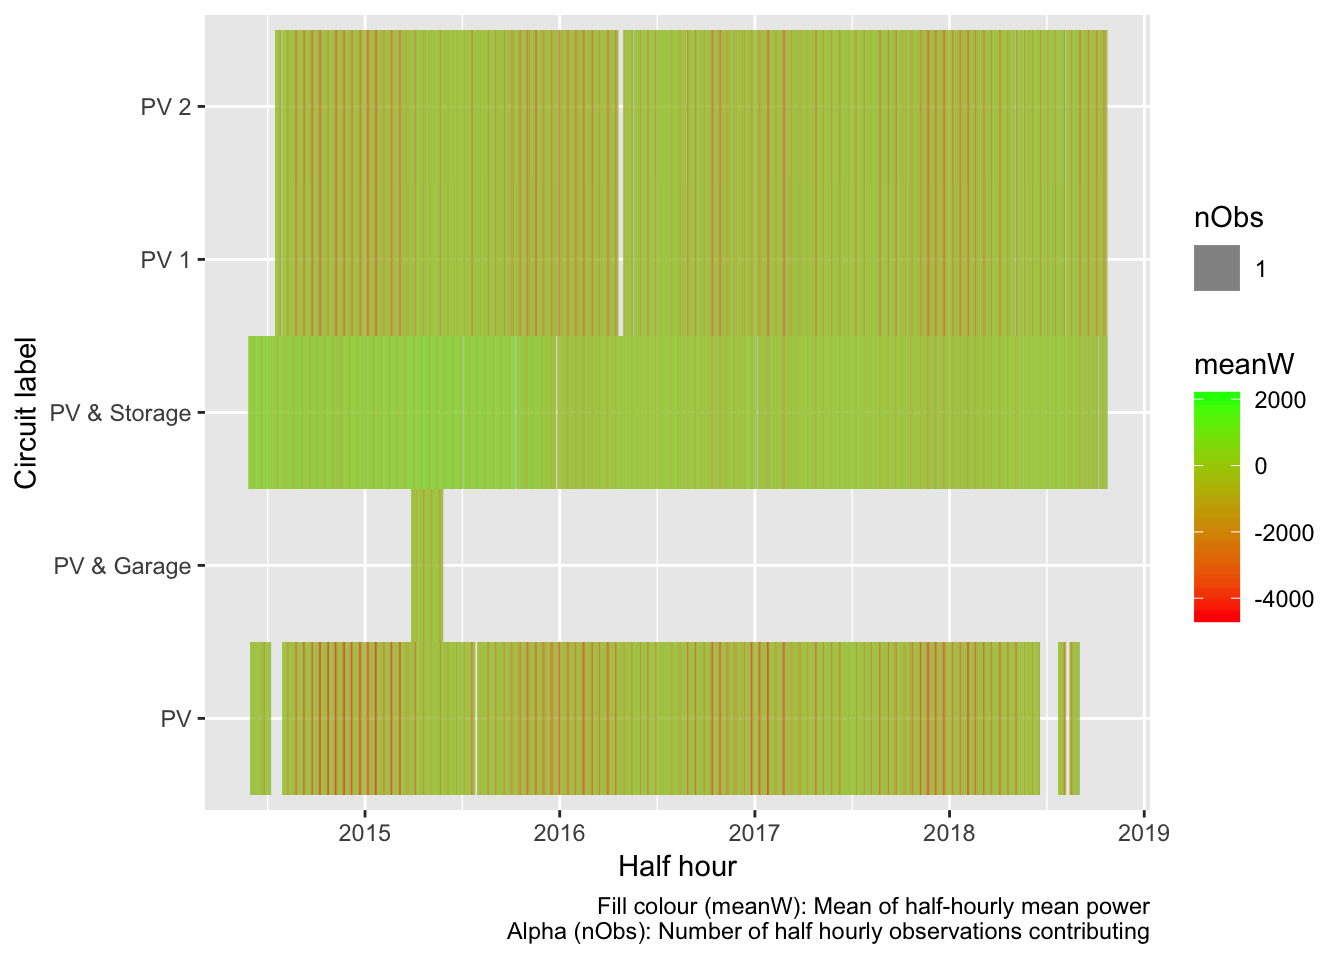 Circuit label
PV 2
PV 1
PV & Storage
PV & Garage
PV
2015
2016
2017
2018
2019
Half hour
nObs
1
meanW
2000
0
-2000
-4000
Fill colour (meanW): Mean of half-hourly mean power
Alpha (nObs): Number of half hourly observations contributing